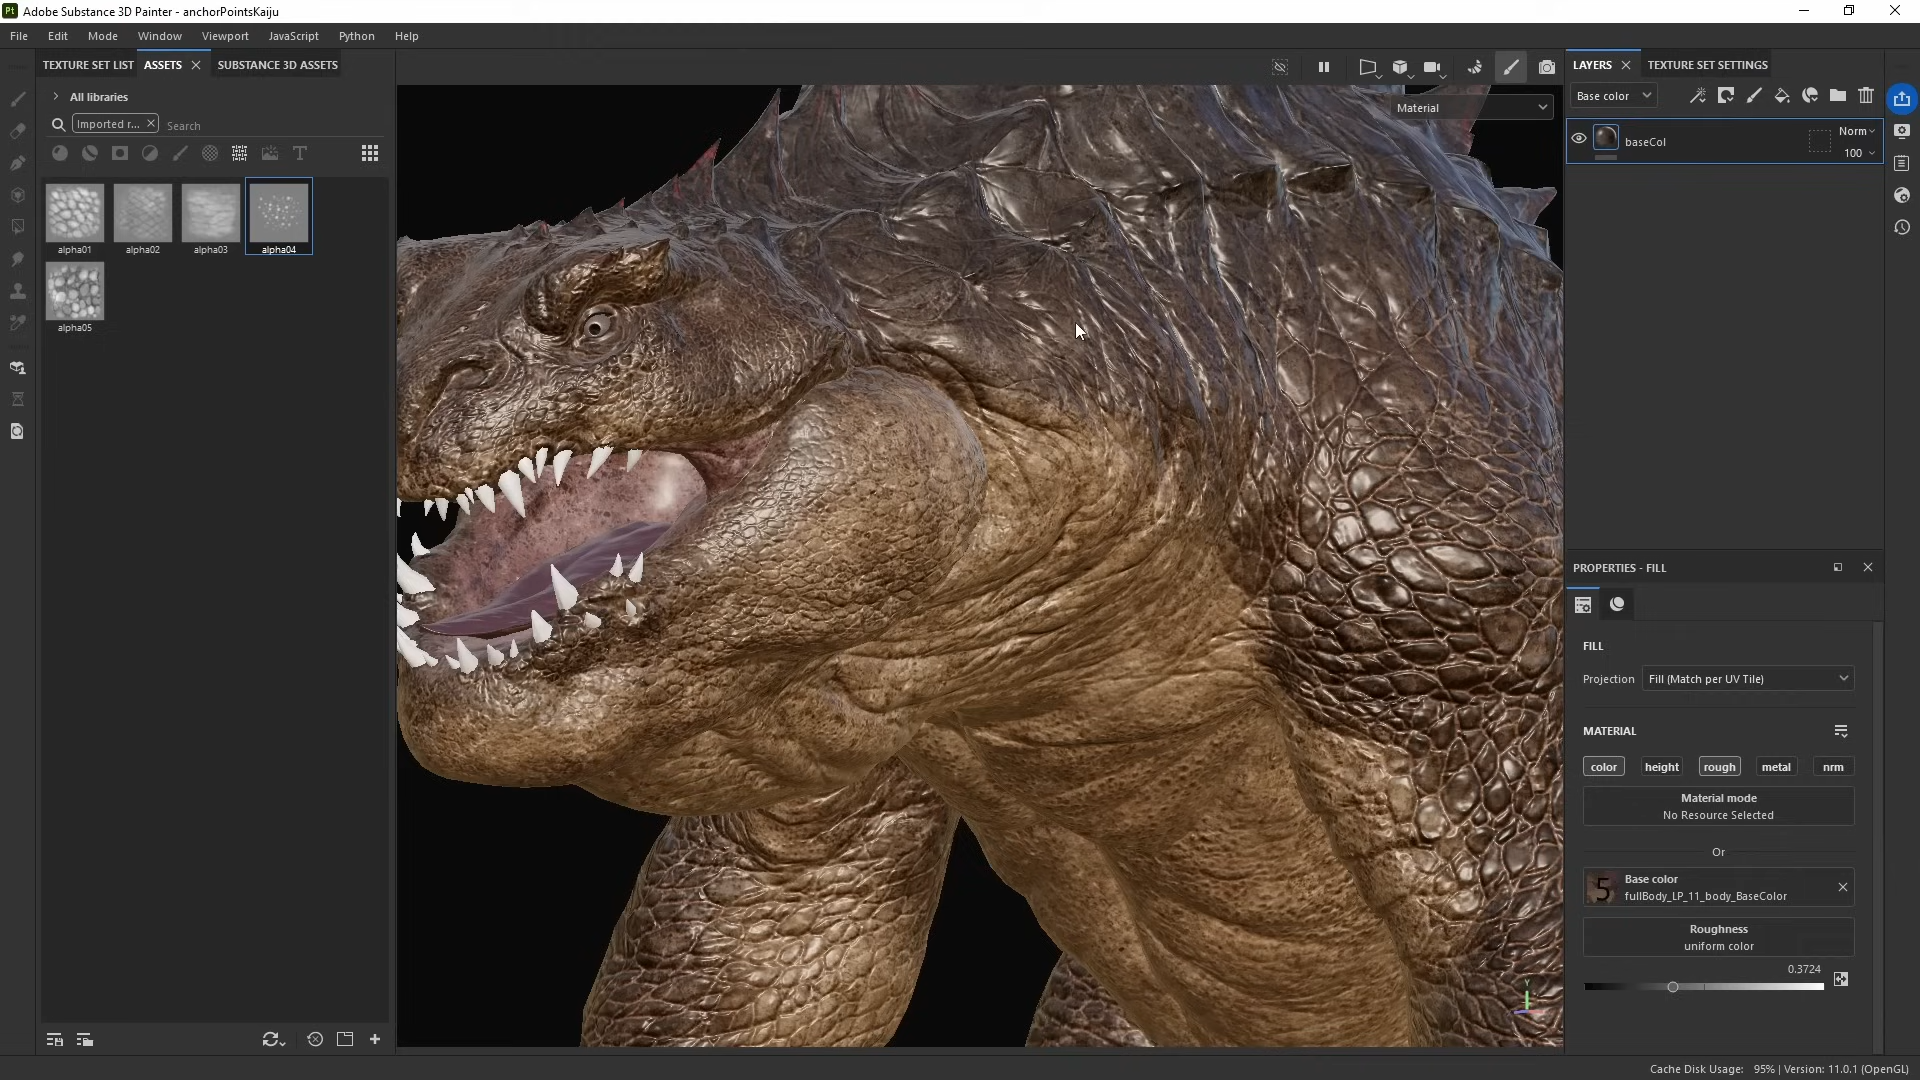 Pt Adobe Substance 3D Painter - anchorPointsKaiju
File Edit Mode Window Viewport JavaScript Python Help
TEXTURE SET LIST ASSETS SUBSTANCE 3D ASSETS
All libraries
Imported r... Search
alpha01 alpha02 alpha03 alpha04
alpha05
Material
LAYERS TEXTURE SET SETTINGS
Base color
baseCol Norm
100
PROPERTIES - FILL
FILL
Projection Fill (Match per UV Tile)
MATERIAL
color height rough metal nrm
Material mode
No Resource Selected
Or
5 Base color
fullBody_LP_11_body_BaseColor
Roughness
uniform color
0.3724
Y
Cache Disk Usage: 95% | Version: 11.0.1 (OpenGL)